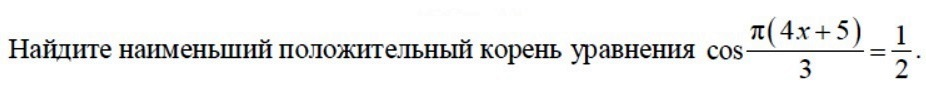 Найдите наименьший положительный корень уравнения cos π(4x+5)/3 = 1/2.